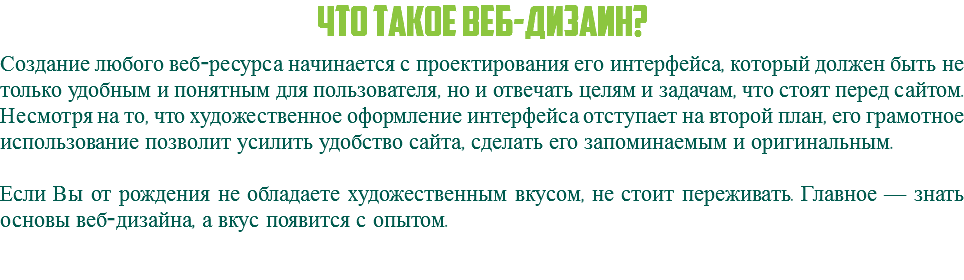 ЧТО ТАКОЕ ВЕБ-ДИЗАИН?
Создание любого веб-ресурса начинается с проектирования его интерфейса, который должен быть не
только удобным и понятным для пользователя, но и отвечать целям и задачам, что стоят перед сайтом.
Несмотря на то, что художественное оформление интерфейса отступает на второй план, его грамотное
использование позволит усилить удобство сайта, сделать его запоминаемым и оригинальным.
Если Вы от рождения не обладаете художественным вкусом, не стоит переживать. Главное — знать
основы веб-дизайна, а вкус появится с опытом.